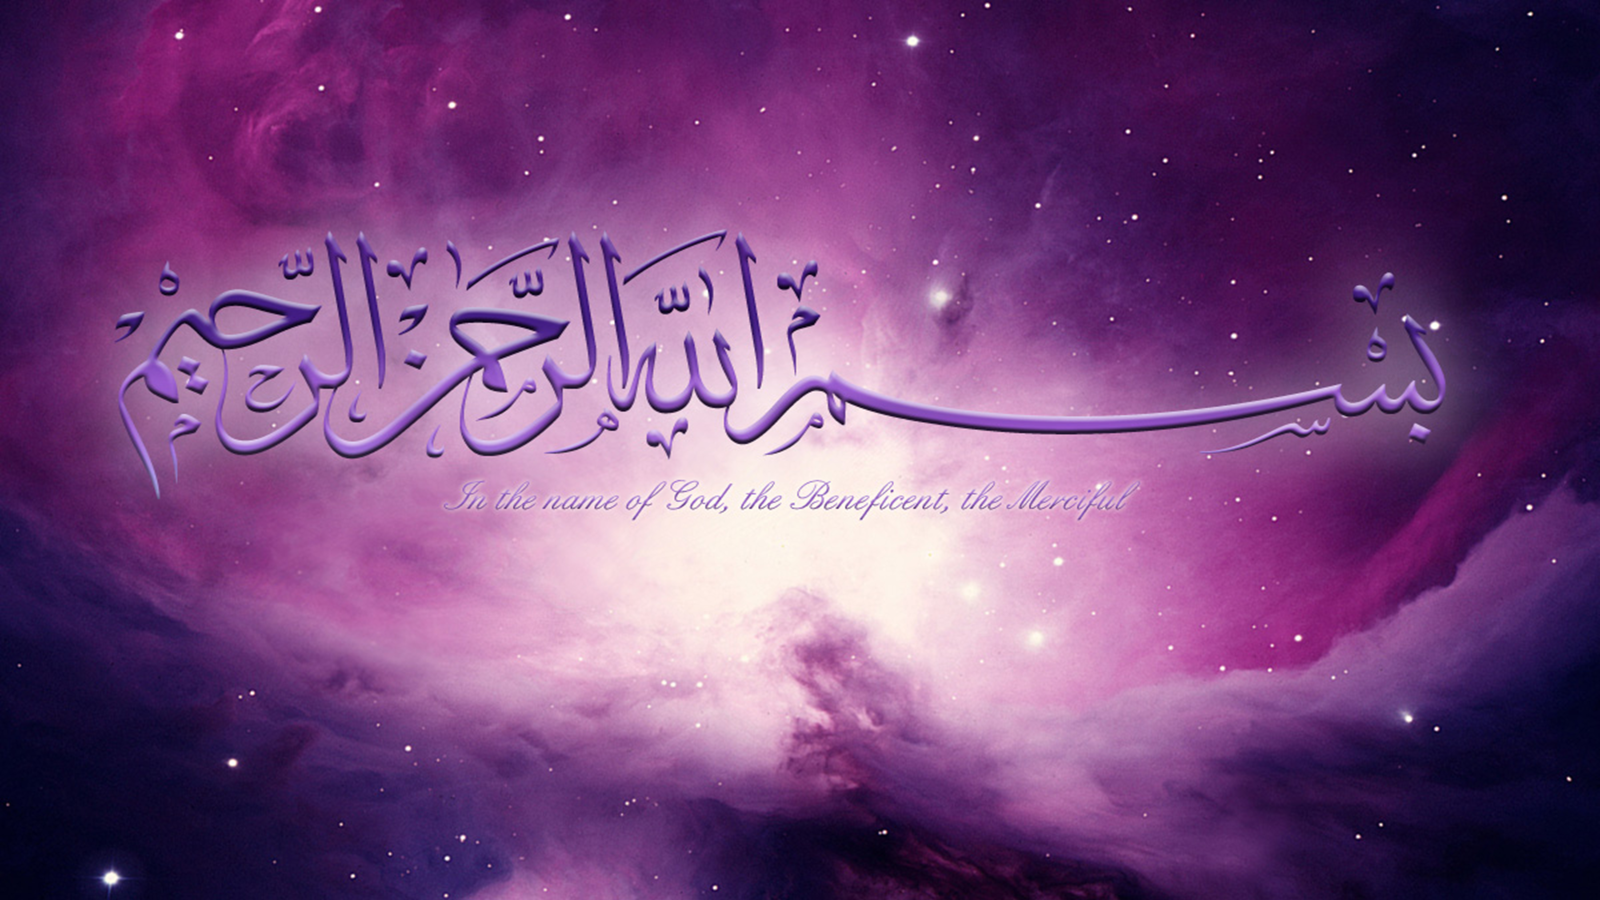 بسم الله الرحمن الرحيم
In the name of God, the Beneficent, the Merciful